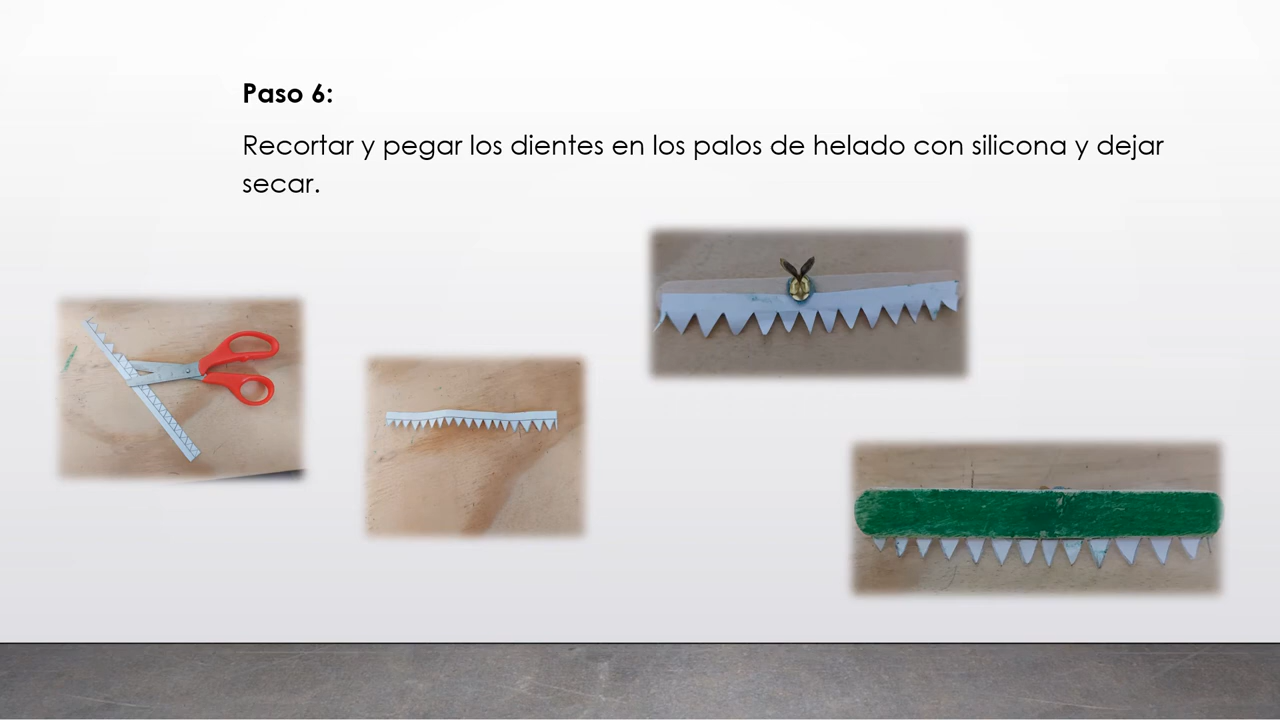 Paso 6:
Recortar y pegar los dientes en los palos de helado con silicona y dejar
secar.